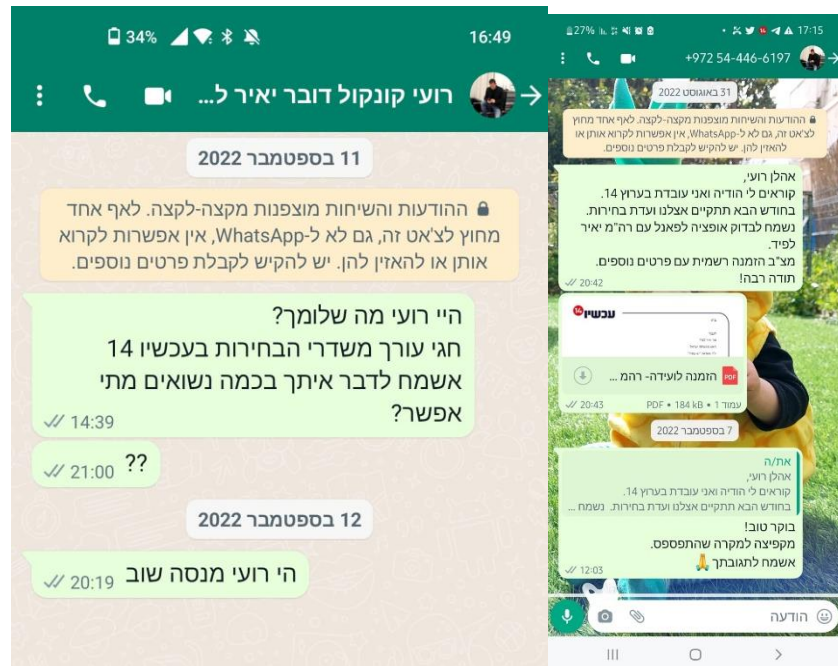 34%
16:49
רועי קונקול דובר יאיר ל...
11 בספטמבר 2022
ההודעות והשיחות מוצפנות מקצה-לקצה. לאף אחד
מחוץ לצ'אט זה, גם לא ל-WhatsApp, אין אפשרות לקרוא
אותן או להאזין להן. יש להקיש לקבלת פרטים נוספים.
היי רועי מה שלומך?
חגי עורך משדרי הבחירות בעכשיו 14
אשמח לדבר איתך בכמה נשואים מתי
אפשר?
14:39
??
21:00
12 בספטמבר 2022
הי רועי מנסה שוב
20:19
27%
17:15
+972 54-446-6197
31 באוגוסט 2022
ההודעות והשיחות מוצפנות מקצה-לקצה. לאף אחד מחוץ
לצ'אט זה, גם לא ל-WhatsApp, אין אפשרות לקרוא אותן או
להאזין להן. יש להקיש לקבלת פרטים נוספים.
אהלן רועי,
קוראים לי הודיה ואני עובדת בערוץ 14.
בחודש הבא תתקיים אצלנו ועדת בחירות.
נשמח לבדוק אופציה לפאנל עם רה"מ יאיר
לפיד.
מצ"ב הזמנה רשמית עם פרטים נוספים.
תודה רבה!
20:42
עכשיו 14
הזמנה לועידה- רהמ ...
PDF
עמוד 1 • 184 kB • PDF
20:43
7 בספטמבר 2022
את/ה
אהלן רועי,
קוראים לי הודיה ואני עובדת בערוץ 14.
בחודש הבא תתקיים אצלנו ועדת בחירות. נשמח ...
בוקר טוב!
מקפיצה למקרה שהתפספס.
אשמח לתגובתך 🙏
12:03
הודעה